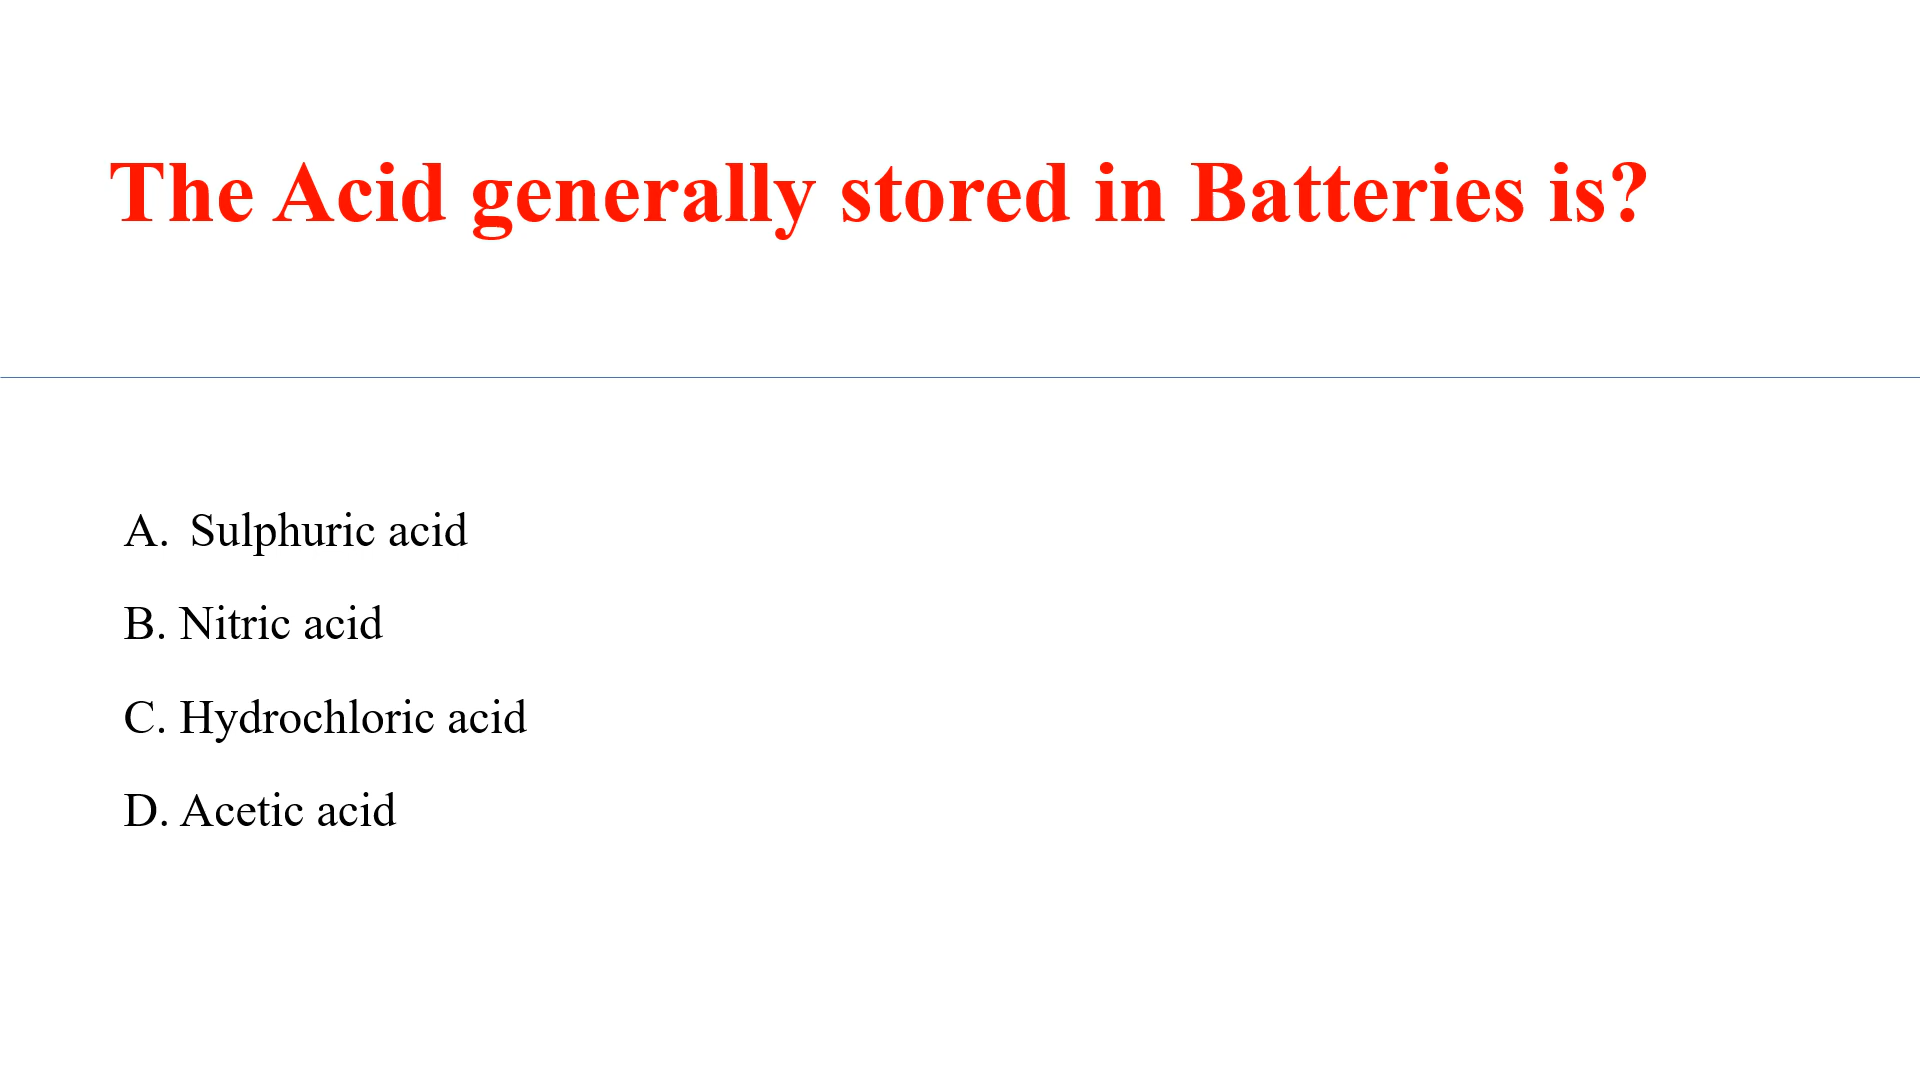 The Acid generally stored in Batteries is?
A. Sulphuric acid
B. Nitric acid
C. Hydrochloric acid
D. Acetic acid